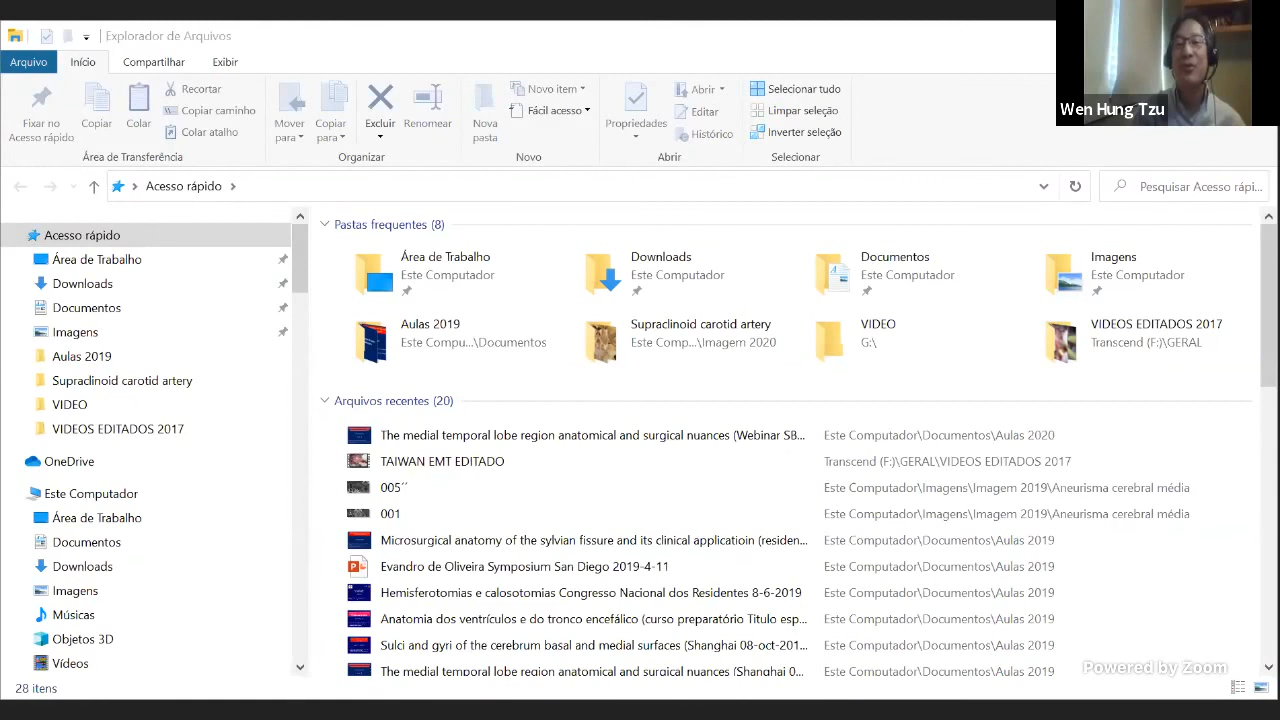 Explorador de Arquivos
Arquivo Início Compartilhar Exibir
Wen Hung Tzu
Fixar no Acesso rápido
Copiar
Colar
Recortar
Copiar caminho
Colar atalho
Área de Transferência
Mover para
Copiar para
Excluir
Renomear
Organizar
Nova pasta
Novo item
Fácil acesso
Novo
Propriedades
Abrir
Editar
Histórico
Abrir
Selecionar tudo
Limpar seleção
Inverter seleção
Selecionar
Acesso rápido
Pesquisar Acesso rápi...
Acesso rápido
Área de Trabalho
Downloads
Documentos
Imagens
Aulas 2019
Supraclinoid carotid artery
VIDEO
VIDEOS EDITADOS 2017
OneDrive
Este Computador
Área de Trabalho
Documentos
Downloads
Imagens
Músicas
Objetos 3D
Vídeos
Pastas frequentes (8)
Área de Trabalho
Este Computador
Downloads
Este Computador
Documentos
Este Computador
Imagens
Este Computador
Aulas 2019
Este Compu...\Documentos
Supraclinoid carotid artery
Este Comp...\Imagem 2020
VIDEO
G:\
VIDEOS EDITADOS 2017
Transcend (F:)\GERAL
Arquivos recentes (20)
The medial temporal lobe region anatomical and surgical nuances (Webinar SB... Este Computador\Documentos\Aulas 2020
TAIWAN EMT EDITADO Transcend (F:)\GERAL\VIDEOS EDITADOS 2017
005´´ Este Computador\Imagens\Imagem 2019\Aneurisma cerebral média
001 Este Computador\Imagens\Imagem 2019\Aneurisma cerebral média
Microsurgical anatomy of the sylvian fissure and its clinical applicatioin (residen... Este Computador\Documentos\Aulas 2019
Evandro de Oliveira Symposium San Diego 2019-4-11 Este Computador\Documentos\Aulas 2019
Hemisferotomias e calosotomias Congresso Nacional dos Residentes 8-6-2019 Este Computador\Documentos\Aulas 2019
Anatomia dos ventrículos edo tronco encefático (curso preparatório Titulo de ... Este Computador\Documentos\Aulas 2019
Sulci and gyri of the cerebrum basal and medial surfaces (Shanghai 08-oct-201... Este Computador\Documentos\Aulas 2019
The medial temporal lobe region anatomical and surgical nuances (Shanghai 0... Este Computador\Documentos\Aulas 2019
Powered by Zoom
28 itens